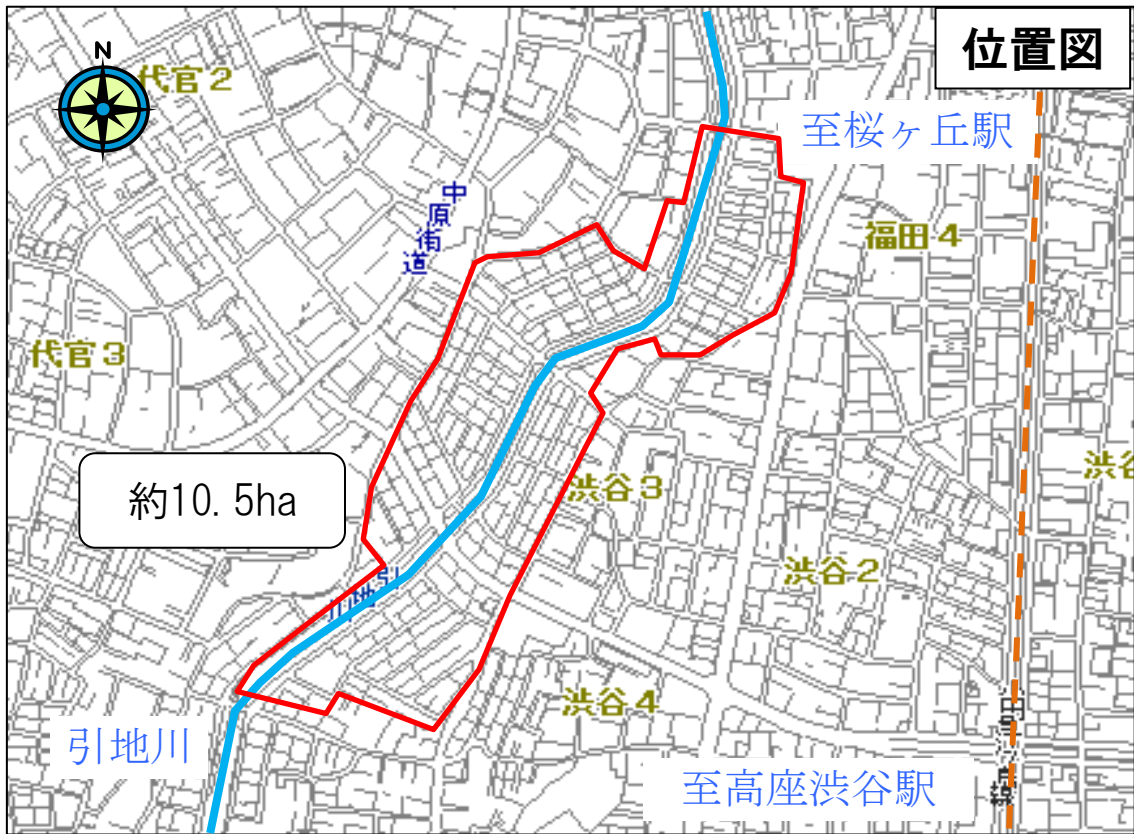 位置図
N
代官2
至桜ヶ丘駅
中原街道
福田4
代官3
渋谷
約10.5ha
渋谷3
渋谷2
引地川
渋谷4
引地川
至高座渋谷駅